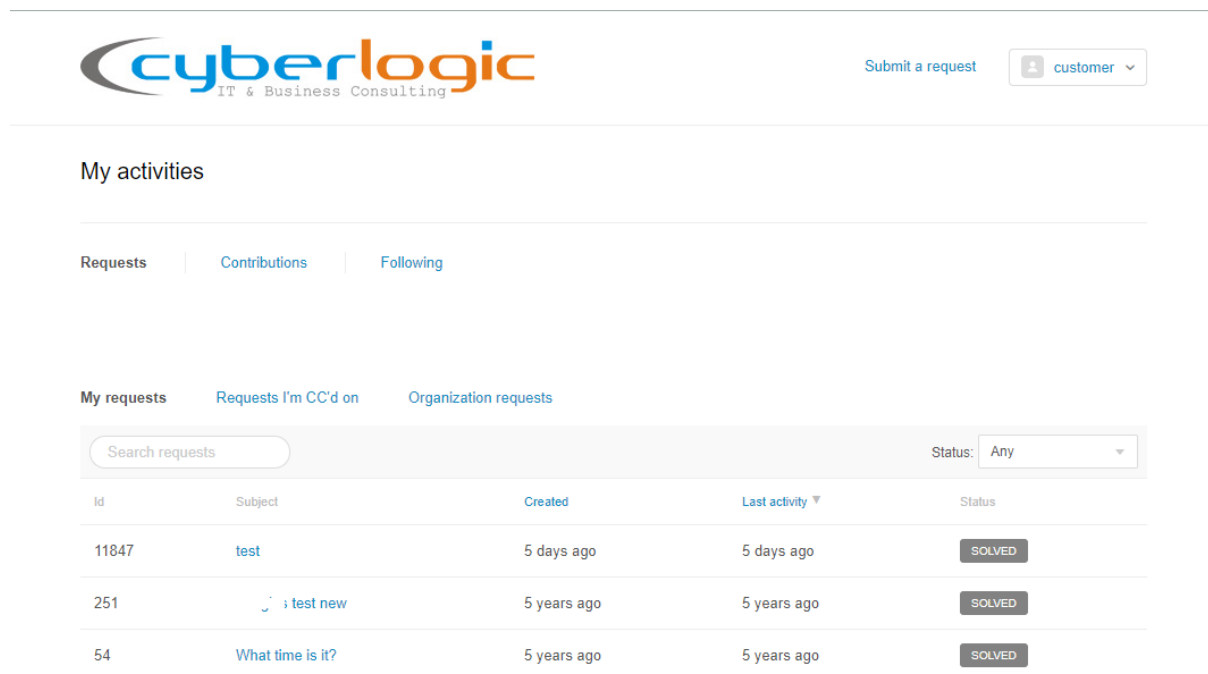 cyberlogic
IT & Business Consulting
Submit a request customer
My activities
Requests Contributions Following
My requests Requests I'm CC'd on Organization requests
Search requests Status: Any
Id Subject Created Last activity Status
11847 test 5 days ago 5 days ago SOLVED
251 test new 5 years ago 5 years ago SOLVED
54 What time is it? 5 years ago 5 years ago SOLVED